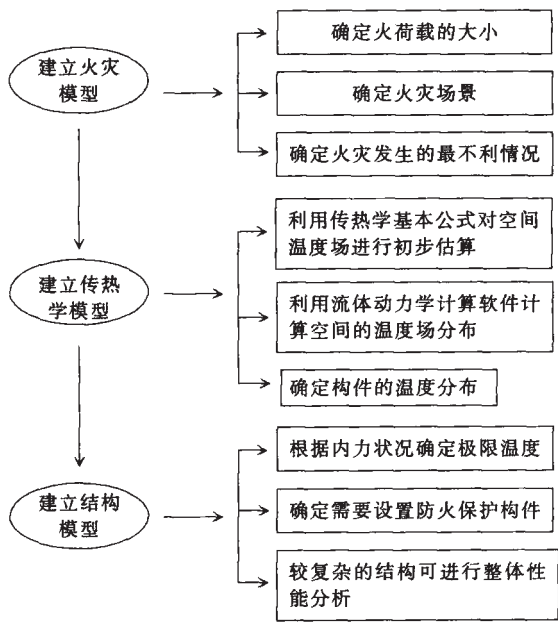 建立火灾
模型
确定火荷载的大小
确定火灾场景
确定火灾发生的最不利情况
建立传热
学模型
利用传热学基本公式对空间
温度场进行初步估算
利用流体动力学计算软件计
算空间的温度场分布
确定构件的温度分布
建立结构
模型
根据内力状况确定极限温度
确定需要设置防火保护构件
较复杂的结构可进行整体性
能分析